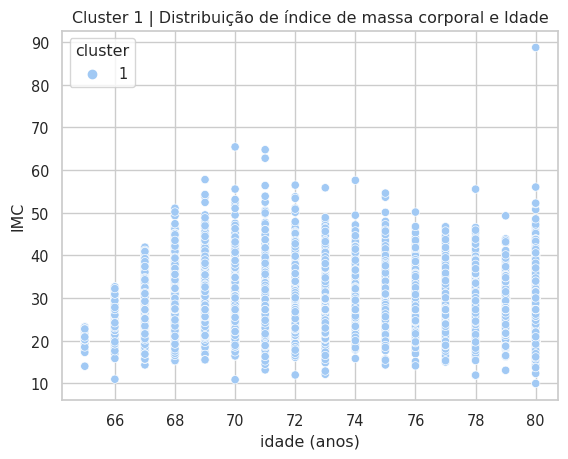 Cluster 1 | Distribuição de índice de massa corporal e Idade
cluster
1
90
80
70
60
50
40
30
20
10
IMC
66 68 70 72 74 76 78 80
idade (anos)